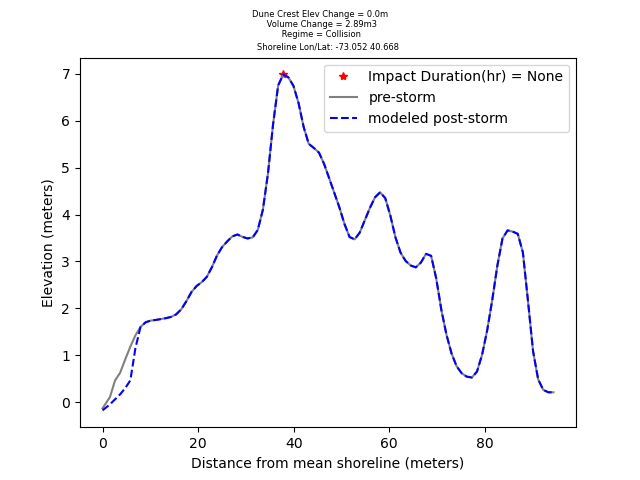 Dune Crest Elev Change = 0.0m
Volume Change = 2.89m3
Regime = Collision
Shoreline Lon/Lat: -73.052 40.668
Impact Duration(hr) = None
pre-storm
modeled post-storm
Elevation (meters)
7
6
5
4
3
2
1
0
0 20 40 60 80
Distance from mean shoreline (meters)